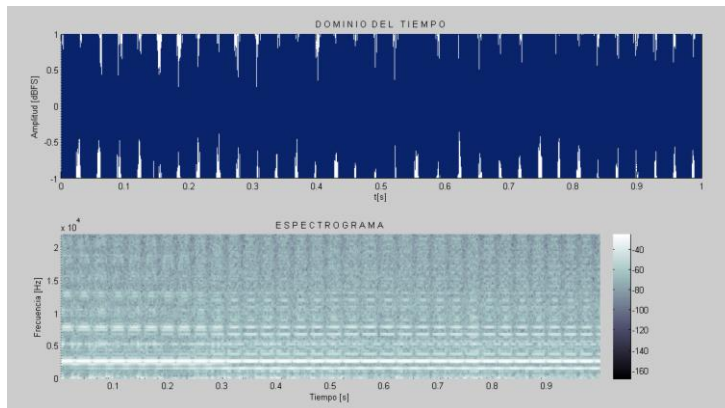 DOMINIO DEL TIEMPO
1
0.5
0
-0.5
-1
Amplitud [dBFS]
0 0.1 0.2 0.3 0.4 0.5 0.6 0.7 0.8 0.9 1
t[s]
x 10^4
ESPECTROGRAMA
2
1.5
1
0.5
0
Frecuencia [Hz]
0.1 0.2 0.3 0.4 0.5 0.6 0.7 0.8 0.9
Tiempo [s]
-40
-60
-80
-100
-120
-140
-160